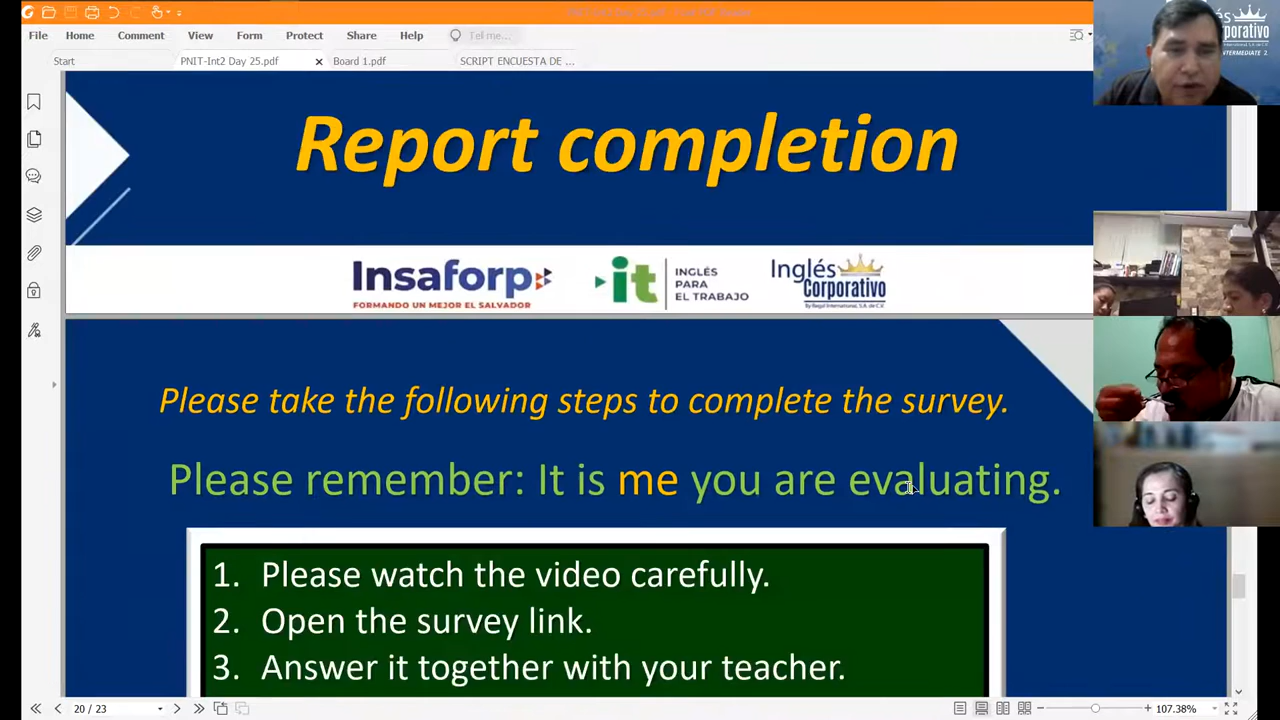 File Home Comment View Form Protect Share Help Tell me...
Start PNIT-Int2 Day 25.pdf × Board 1.pdf SCRIPT ENCUESTA DE ...
INTERMEDIATE 2
Report completion
Insaforp
FORMANDO UN MEJOR EL SALVADOR
it
INGLÉS
PARA
EL TRABAJO
Inglés
Corporativo
Please take the following steps to complete the survey.
Please remember: It is me you are evaluating.
1. Please watch the video carefully.
2. Open the survey link.
3. Answer it together with your teacher.
20 / 23
107.38%